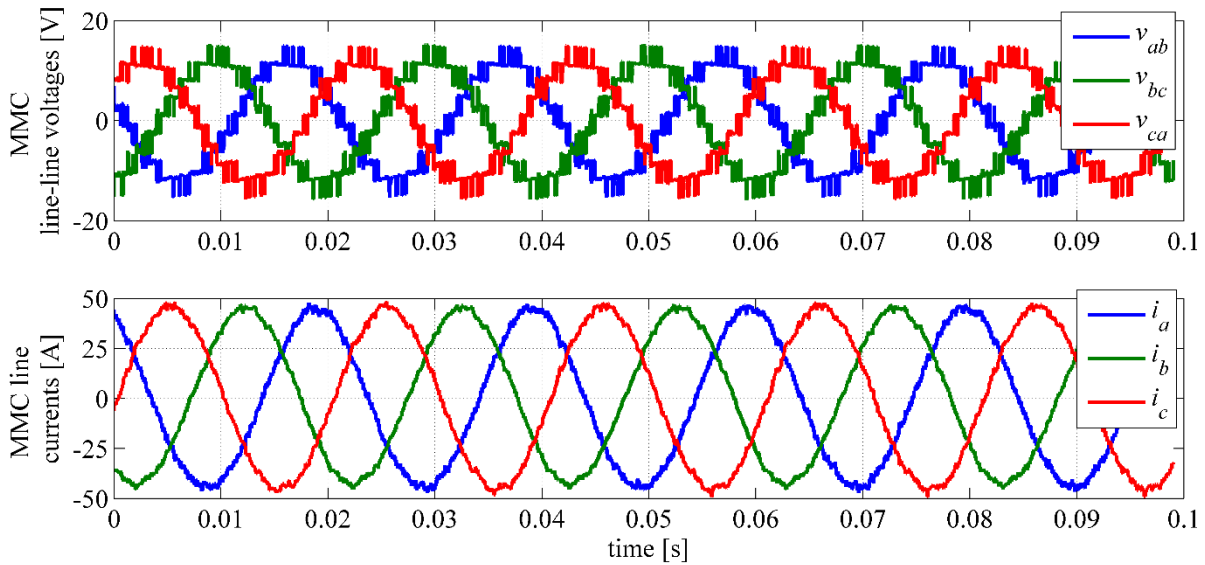 MMC
line-line voltages [V]
20
0
-20
v_ab
v_bc
v_ca
0 0.01 0.02 0.03 0.04 0.05 0.06 0.07 0.08 0.09 0.1
MMC line
currents [A]
50
25
0
-25
-50
i_a
i_b
i_c
0 0.01 0.02 0.03 0.04 0.05 0.06 0.07 0.08 0.09 0.1
time [s]